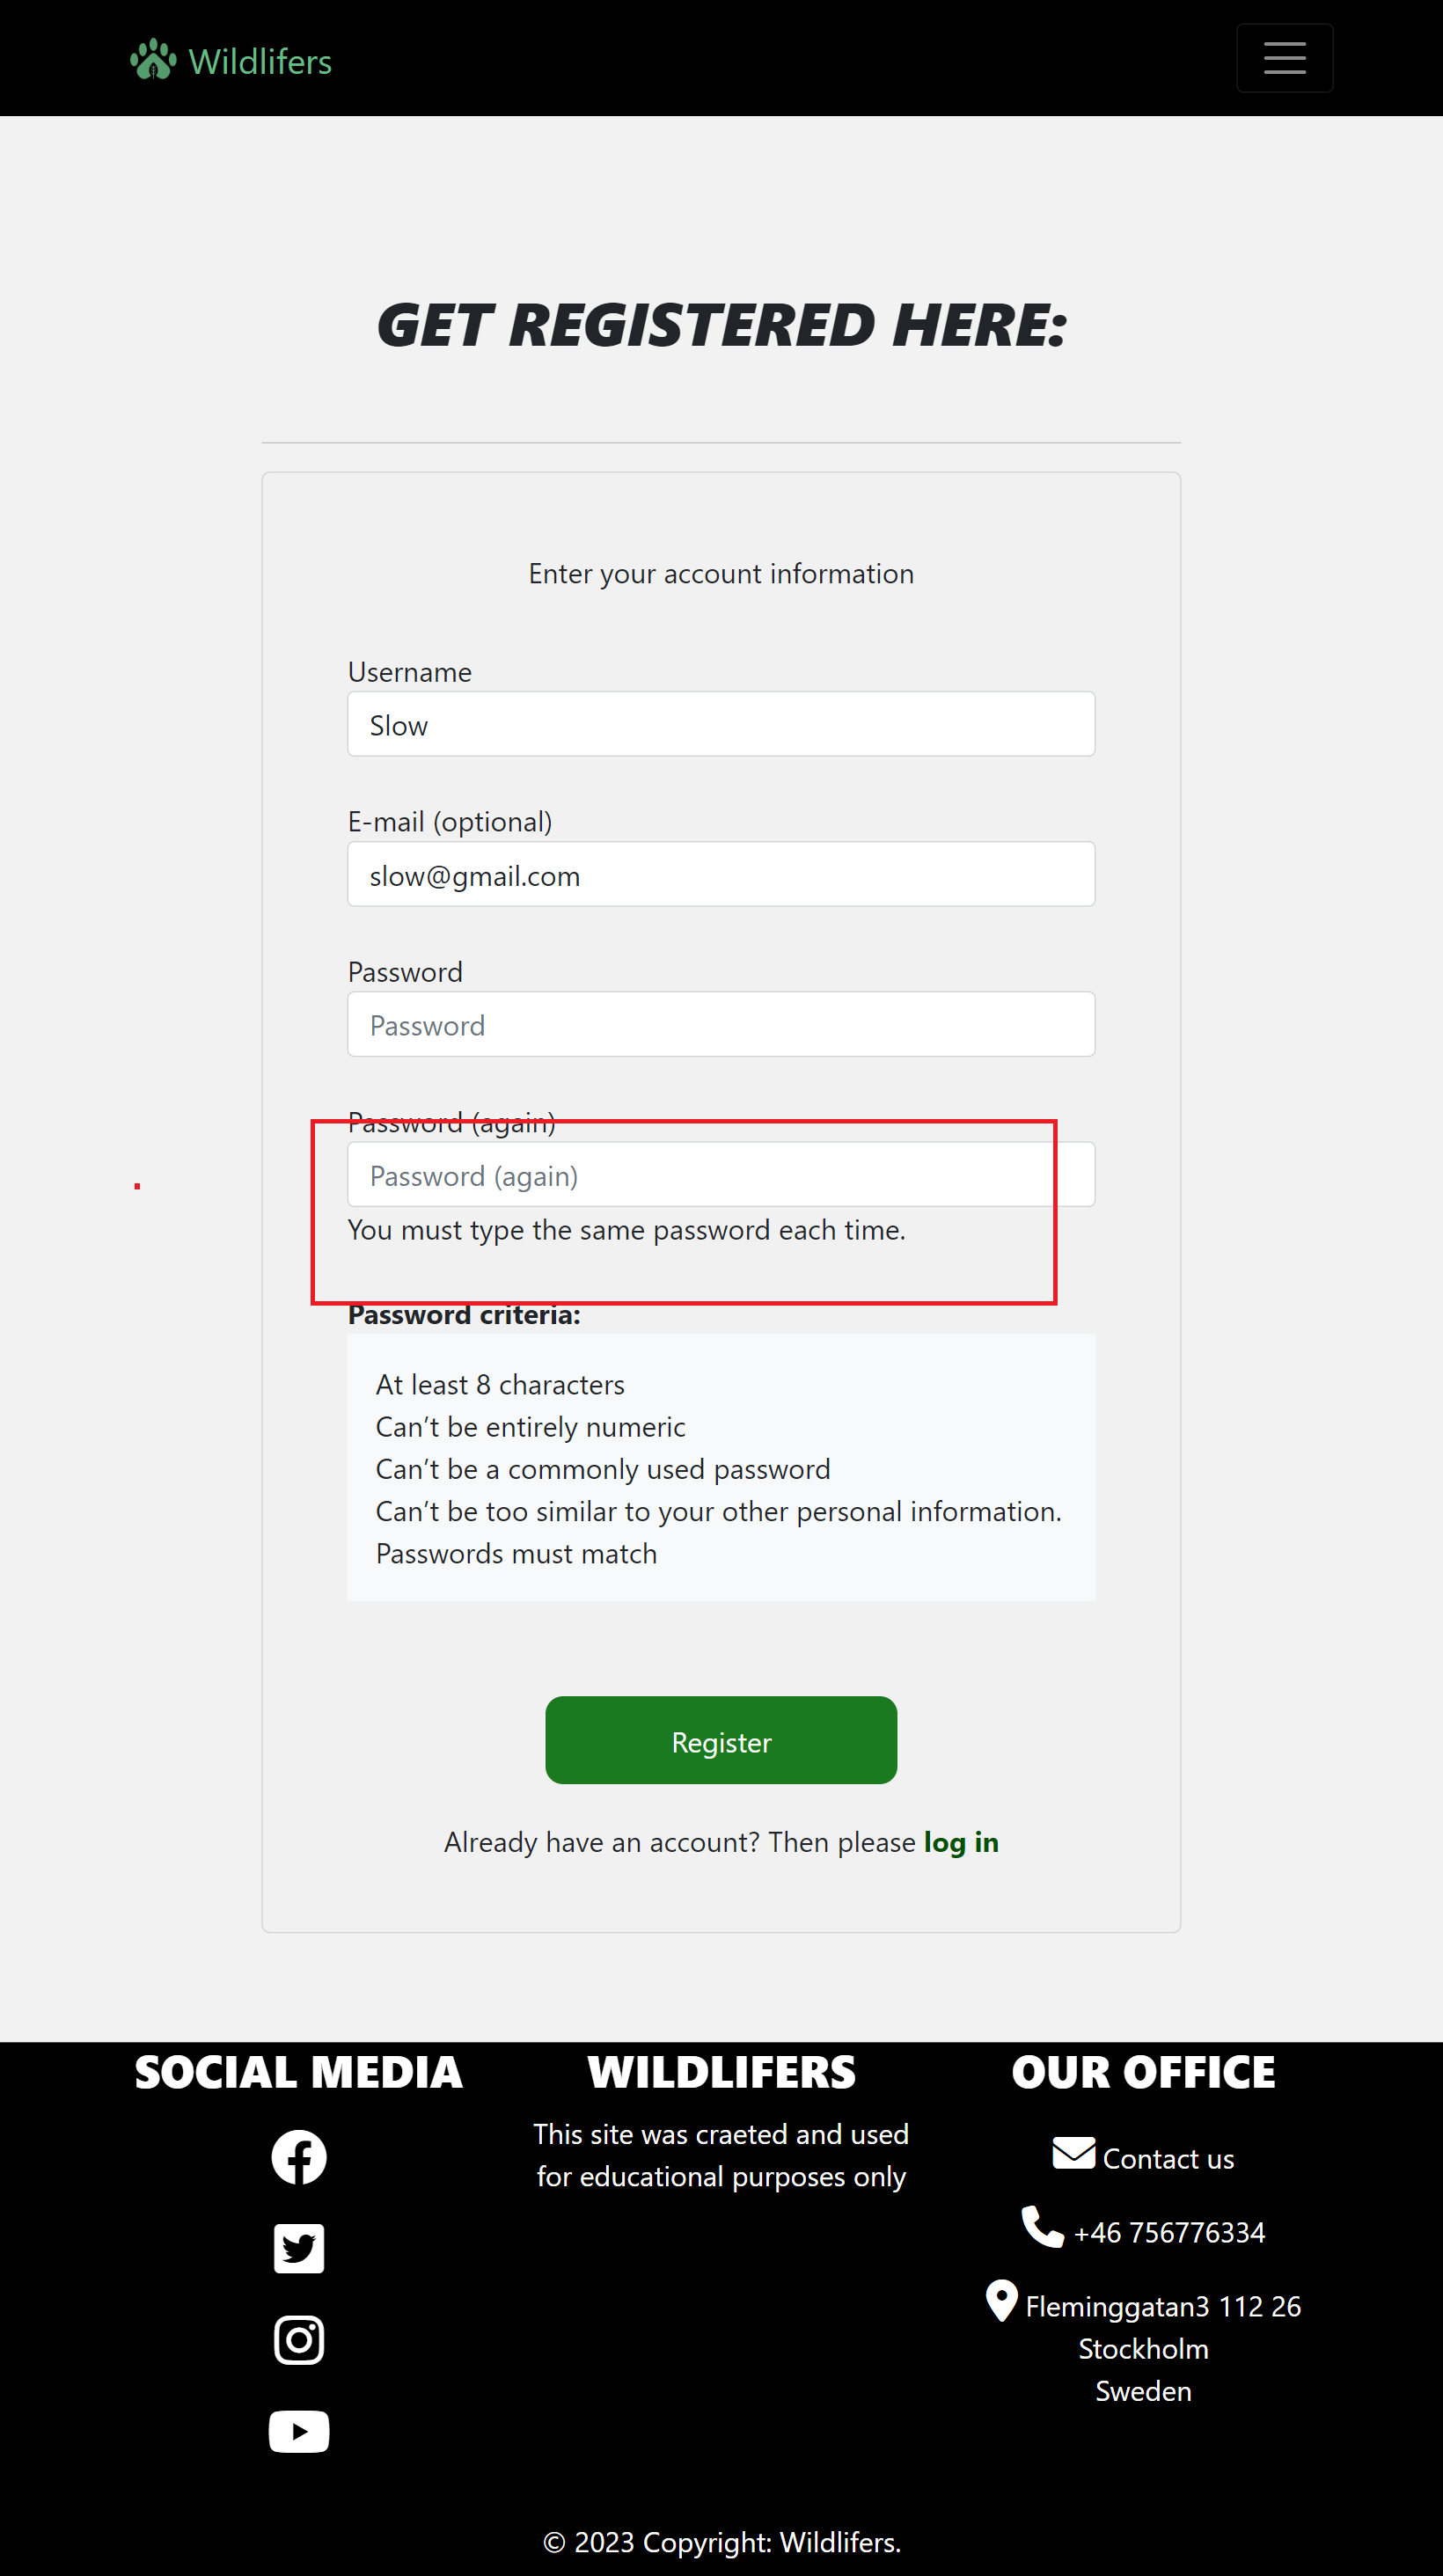 Wildlifers
GET REGISTERED HERE:
Enter your account information
Username
Slow
E-mail (optional)
slow@gmail.com
Password
Password
Password (again)
Password (again)
You must type the same password each time.
Password criteria:
At least 8 characters
Can’t be entirely numeric
Can’t be a commonly used password
Can’t be too similar to your other personal information.
Passwords must match
Register
Already have an account? Then please log in
SOCIAL MEDIA
WILDLIFERS
This site was craeted and used
for educational purposes only
OUR OFFICE
Contact us
+46 756776334
Fleminggatan3 112 26
Stockholm
Sweden
© 2023 Copyright: Wildlifers.